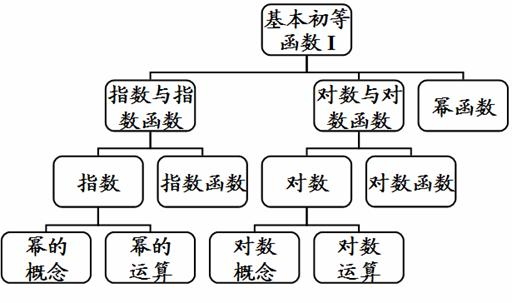 基本初等
函数 I
指数与指
数函数
对数与对
数函数
幂函数
指数
指数函数
对数
对数函数
幂的
概念
幂的
运算
对数
概念
对数
运算